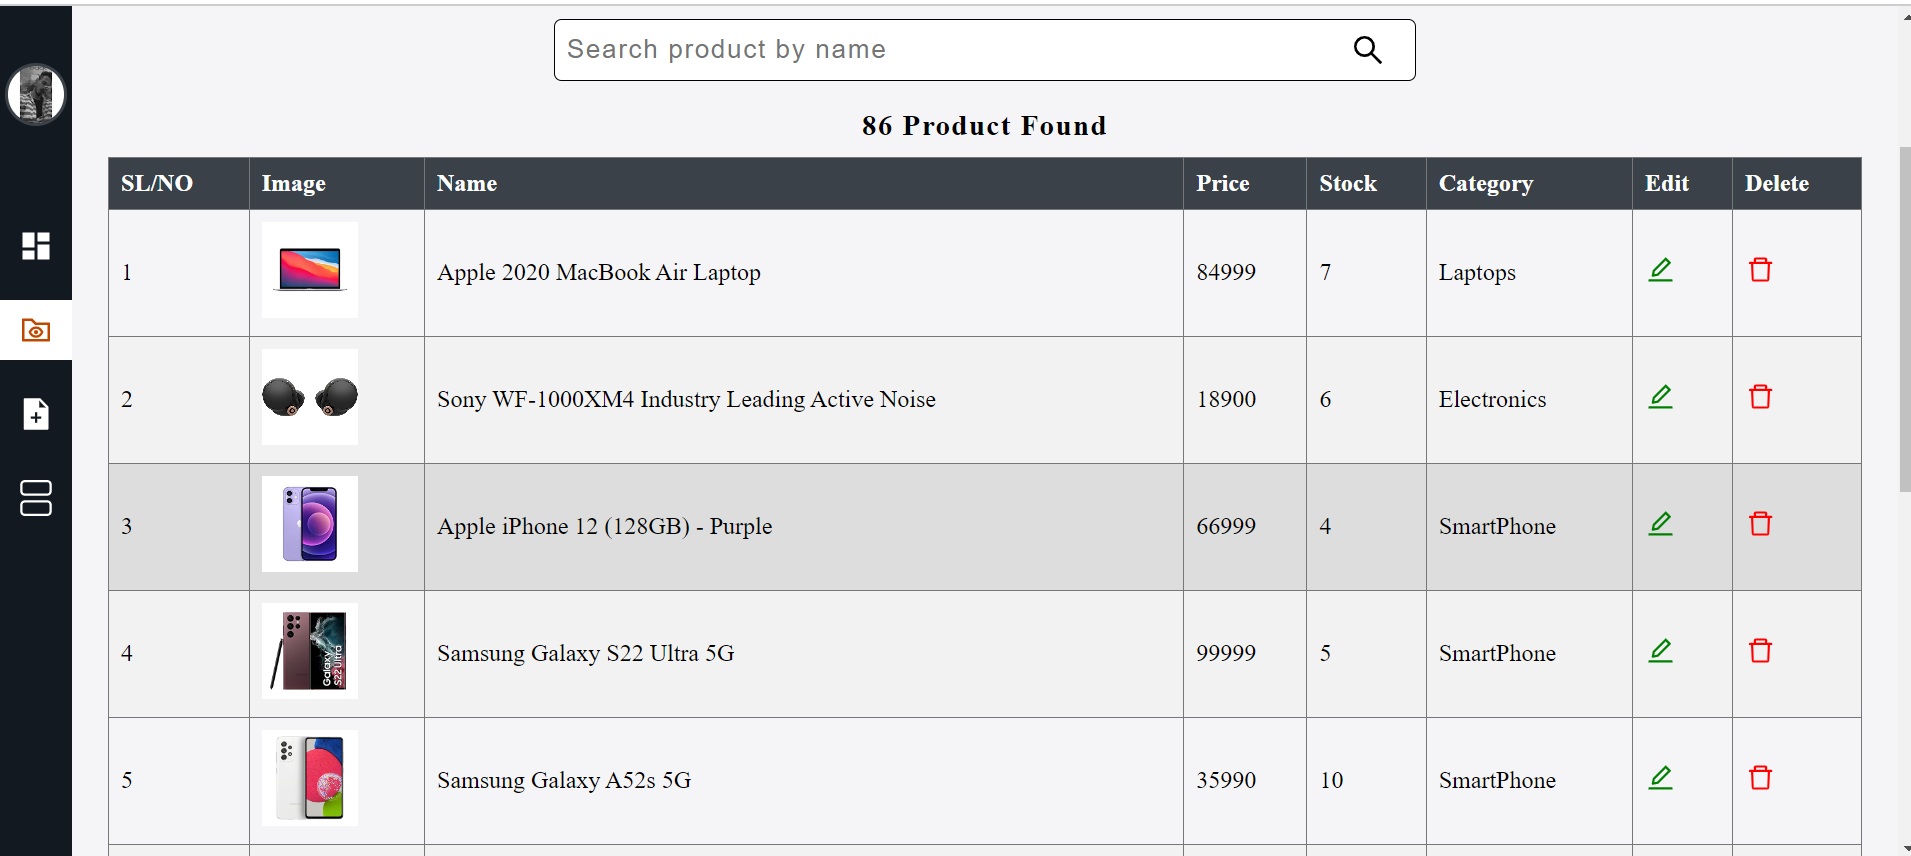 Search product by name
86 Product Found
SL/NO Image Name Price Stock Category Edit Delete
1 Apple 2020 MacBook Air Laptop 84999 7 Laptops
2 Sony WF-1000XM4 Industry Leading Active Noise 18900 6 Electronics
3 Apple iPhone 12 (128GB) - Purple 66999 4 SmartPhone
Galaxy
S22 Ultra
4 Samsung Galaxy S22 Ultra 5G 99999 5 SmartPhone
5 Samsung Galaxy A52s 5G 35990 10 SmartPhone